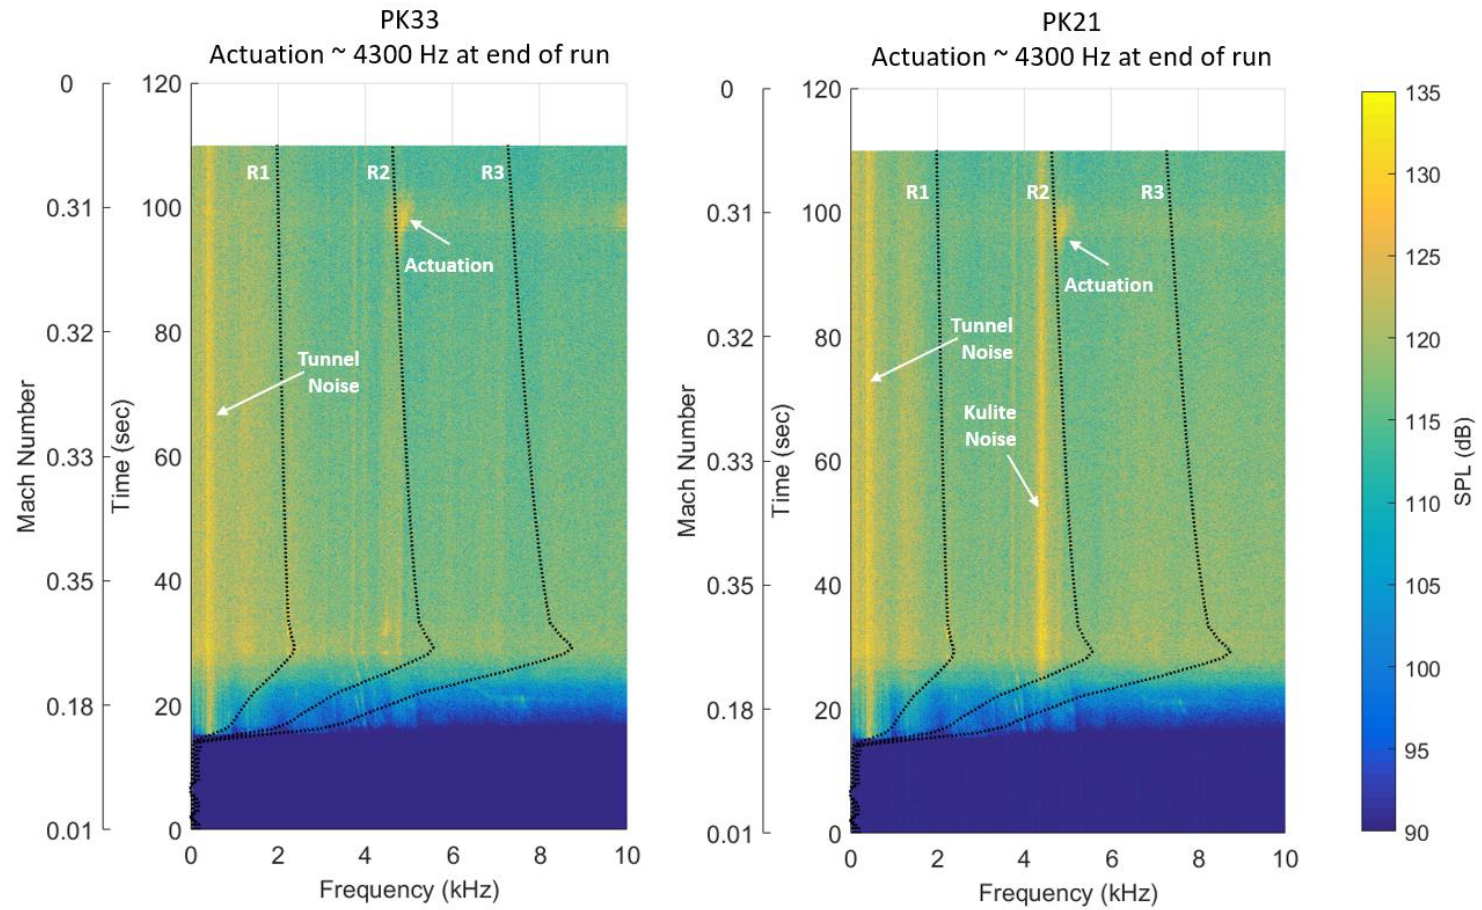 PK33
Actuation ~ 4300 Hz at end of run
0
0.31
0.32
0.33
0.35
0.18
0.01
Mach Number
120
100
80
60
40
20
0
Time (sec)
R1
R2
R3
Actuation
Tunnel
Noise
0 2 4 6 8 10
Frequency (kHz)
PK21
Actuation ~ 4300 Hz at end of run
0
0.31
0.32
0.33
0.35
0.18
0.01
Mach Number
120
100
80
60
40
20
0
Time (sec)
R1
R2
R3
Actuation
Tunnel
Noise
Kulite
Noise
0 2 4 6 8 10
Frequency (kHz)
135
130
125
120
115
110
105
100
95
90
SPL (dB)